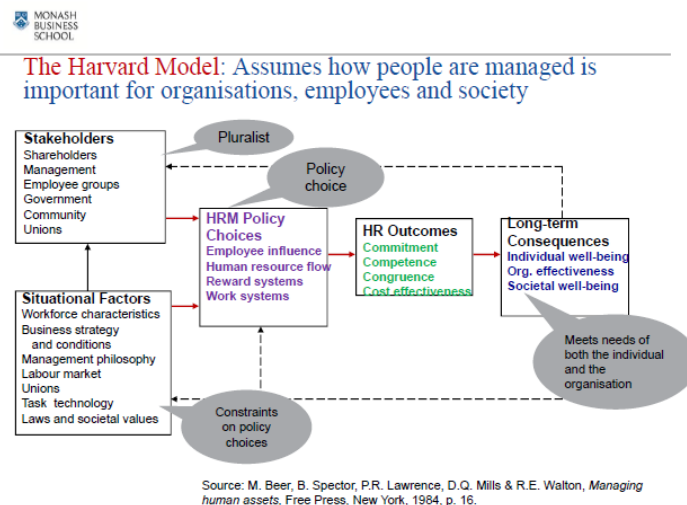 MONASH
BUSINESS
SCHOOL
The Harvard Model: Assumes how people are managed is
important for organisations, employees and society
Stakeholders
Shareholders
Management
Employee groups
Government
Community
Unions
Pluralist
Policy
choice
HRM Policy
Choices
Employee influence
Human resource flow
Reward systems
Work systems
HR Outcomes
Commitment
Competence
Congruence
Cost effectiveness
Long-term
Consequences
Individual well-being
Org. effectiveness
Societal well-being
Situational Factors
Workforce characteristics
Business strategy
and conditions
Management philosophy
Labour market
Unions
Task technology
Laws and societal values
Constraints
on policy
choices
Meets needs of
both the individual
and the
organisation
Source: M. Beer, B. Spector, P.R. Lawrence, D.Q. Mills & R.E. Walton, Managing
human assets, Free Press, New York, 1984, p. 16.